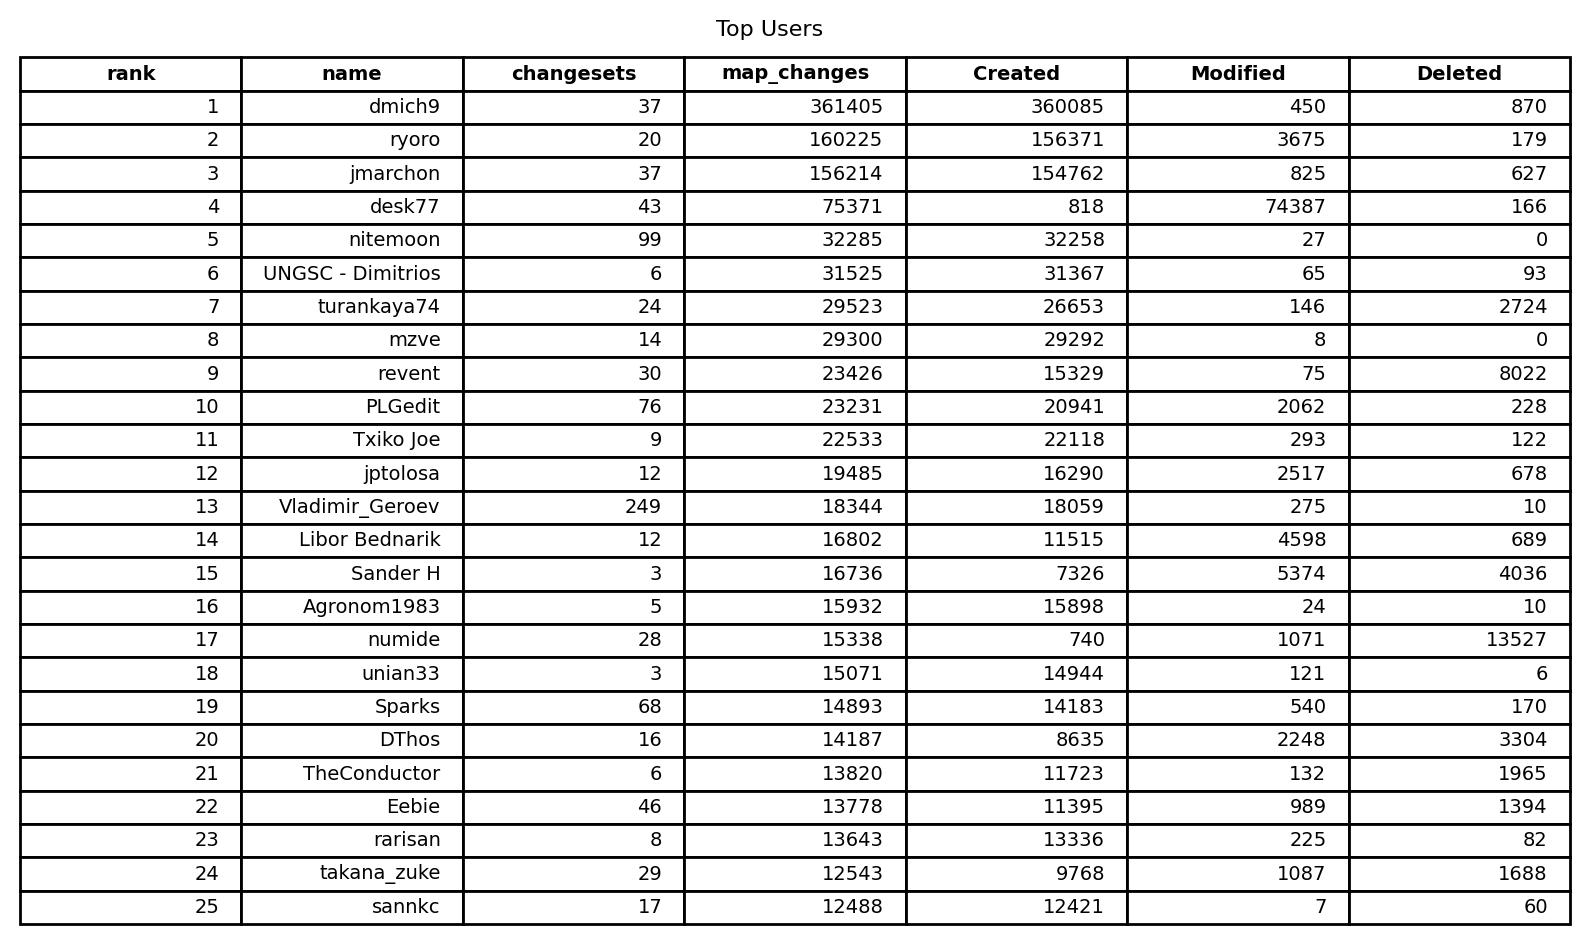 Top Users
rank name changesets map_changes Created Modified Deleted
1 dmich9 37 361405 360085 450 870
2 ryoro 20 160225 156371 3675 179
3 jmarchon 37 156214 154762 825 627
4 desk77 43 75371 818 74387 166
5 nitemoon 99 32285 32258 27 0
6 UNGSC - Dimitrios 6 31525 31367 65 93
7 turankaya74 24 29523 26653 146 2724
8 mzve 14 29300 29292 8 0
9 revent 30 23426 15329 75 8022
10 PLGedit 76 23231 20941 2062 228
11 Txiko Joe 9 22533 22118 293 122
12 jptolosa 12 19485 16290 2517 678
13 Vladimir_Geroev 249 18344 18059 275 10
14 Libor Bednarik 12 16802 11515 4598 689
15 Sander H 3 16736 7326 5374 4036
16 Agronom1983 5 15932 15898 24 10
17 numide 28 15338 740 1071 13527
18 unian33 3 15071 14944 121 6
19 Sparks 68 14893 14183 540 170
20 DThos 16 14187 8635 2248 3304
21 TheConductor 6 13820 11723 132 1965
22 Eebie 46 13778 11395 989 1394
23 rarisan 8 13643 13336 225 82
24 takana_zuke 29 12543 9768 1087 1688
25 sannkc 17 12488 12421 7 60